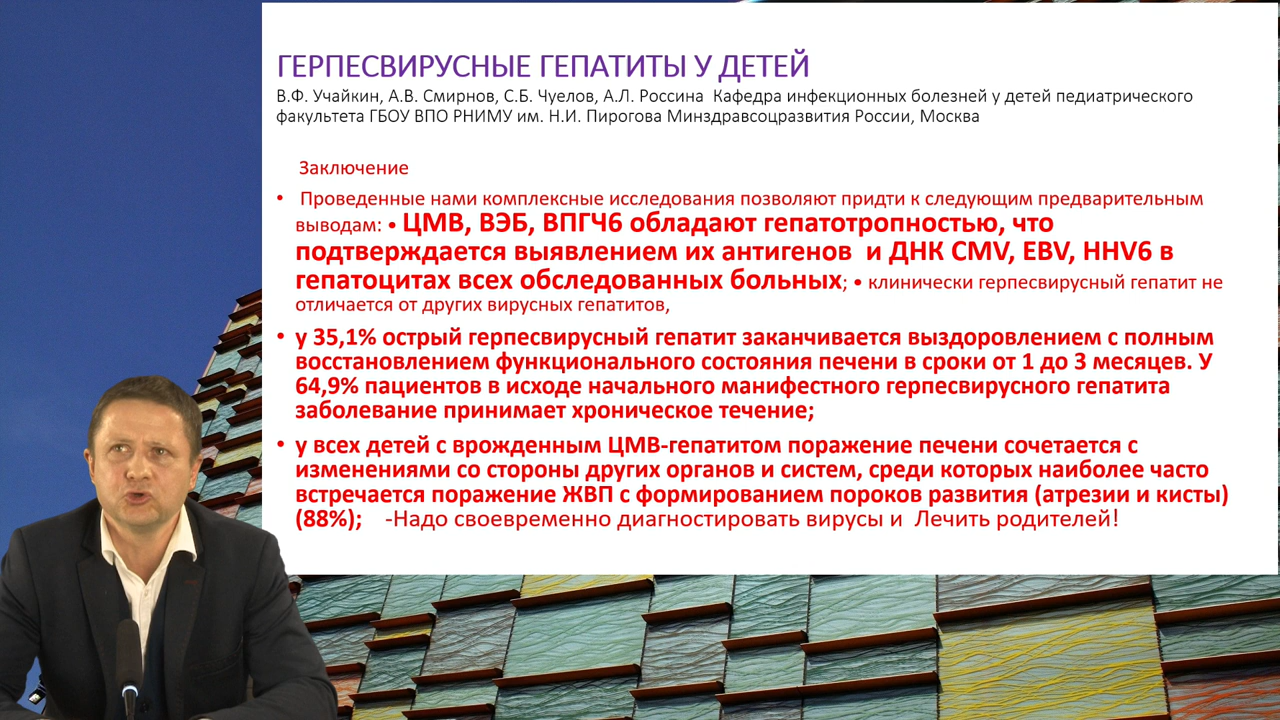 ГЕРПЕСВИРУСНЫЕ ГЕПАТИТЫ У ДЕТЕЙ
В.Ф. Учайкин, А.В. Смирнов, С.Б. Чуелов, А.Л. Россина Кафедра инфекционных болезней у детей педиатрического
факультета ГБОУ ВПО РНИМУ им. Н.И. Пирогова Минздравсоцразвития России, Москва
Заключение
• Проведенные нами комплексные исследования позволяют придти к следующим предварительным
выводам: • ЦМВ, ВЭБ, ВПГЧ6 обладают гепатотропностью, что
подтверждается выявлением их антигенов и ДНК CMV, EBV, HHV6 в
гепатоцитах всех обследованных больных; • клинически герпесвирусный гепатит не
отличается от других вирусных гепатитов,
• у 35,1% острый герпесвирусный гепатит заканчивается выздоровлением с полным
восстановлением функционального состояния печени в сроки от 1 до 3 месяцев. У
64,9% пациентов в исходе начального манифестного герпесвирусного гепатита
заболевание принимает хроническое течение;
• у всех детей с врожденным ЦМВ-гепатитом поражение печени сочетается с
изменениями со стороны других органов и систем, среди которых наиболее часто
встречается поражение ЖВП с формированием пороков развития (атрезии и кисты)
(88%); -Надо своевременно диагностировать вирусы и Лечить родителей!